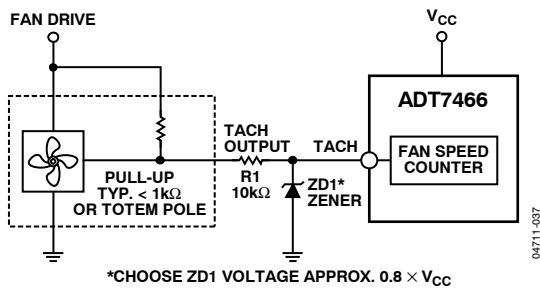 FAN DRIVE
VCC
ADT7466
TACH
OUTPUT
TACH
FAN SPEED
COUNTER
PULL-UP
TYP. < 1kΩ
OR TOTEM POLE
R1
10kΩ
ZD1*
ZENER
04711-037
*CHOOSE ZD1 VOLTAGE APPROX. 0.8 × VCC